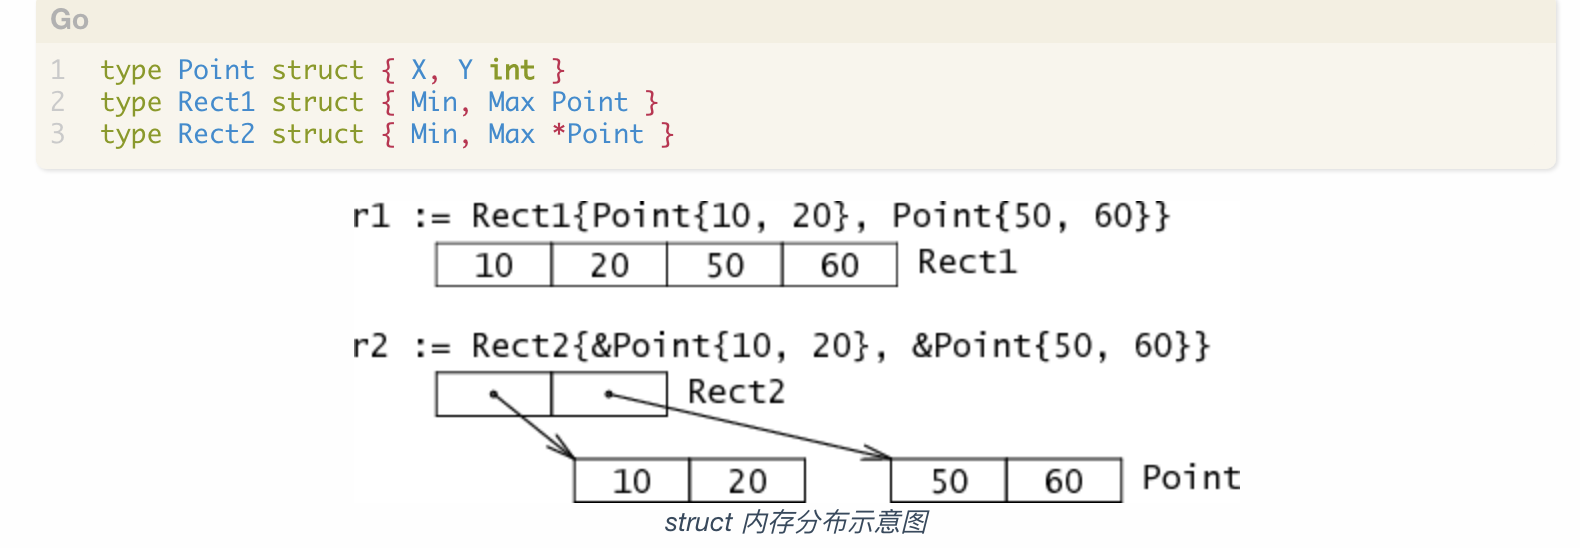 Go
1 type Point struct { X, Y int }
2 type Rect1 struct { Min, Max Point }
3 type Rect2 struct { Min, Max *Point }
r1 := Rect1{Point{10, 20}, Point{50, 60}}
10 20 50 60 Rect1
r2 := Rect2{&Point{10, 20}, &Point{50, 60}}
Rect2
10 20 50 60 Point
struct 内存分布示意图